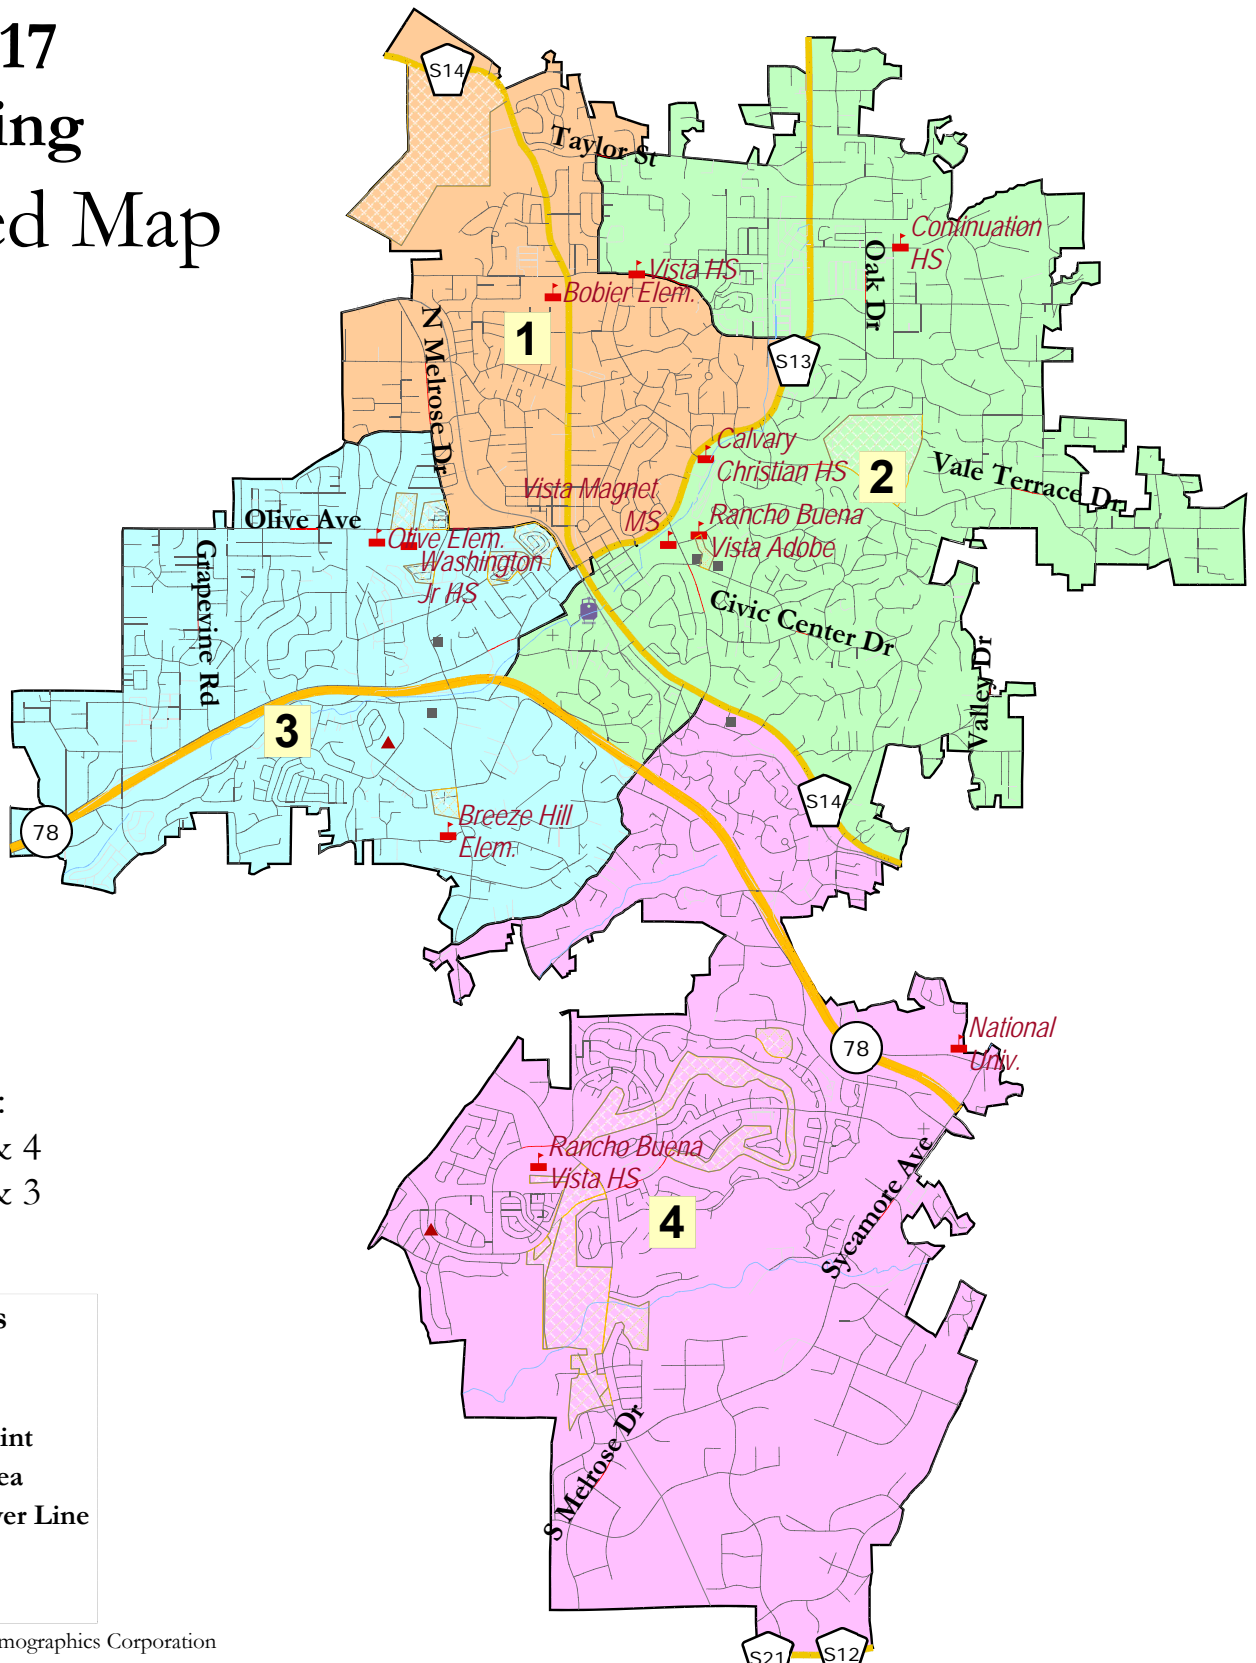 17
ing
ed Map
S14
Taylor St
Continuation
HS
Oak Dr
Vista HS
Bobier Elem.
1
N Melrose Dr
S13
Calvary
Christian HS
2
Vale Terrace Dr
Vista Magnet
MS
Rancho Buena
Vista Adobe
Olive Ave
Olive Elem.
Washington
Jr HS
Grapevine Rd
Civic Center Dr
Valley Dr
3
S14
78
Breeze Hill
Elem.
National
Univ.
78
:
& 4
& 3
Rancho Buena
Vista HS
Sycamore Ave
4
s
int
ea
ver Line
S Melrose Dr
mographics Corporation
S21
S12